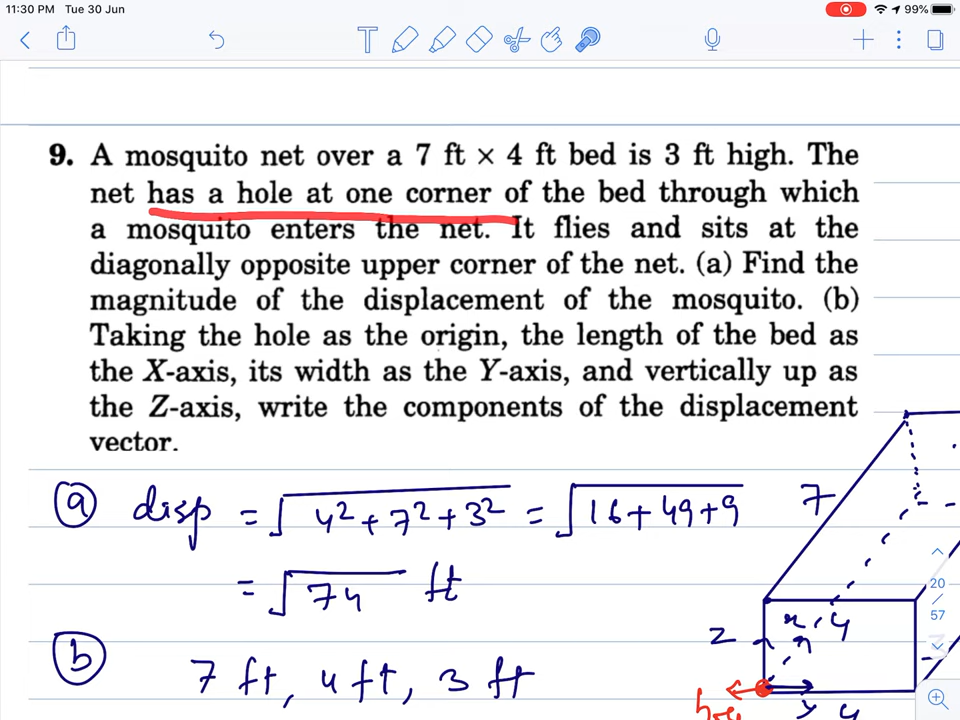 11:30 PM Tue 30 Jun
99%
9. A mosquito net over a 7 ft × 4 ft bed is 3 ft high. The
net has a hole at one corner of the bed through which
a mosquito enters the net. It flies and sits at the
diagonally opposite upper corner of the net. (a) Find the
magnitude of the displacement of the mosquito. (b)
Taking the hole as the origin, the length of the bed as
the X-axis, its width as the Y-axis, and vertically up as
the Z-axis, write the components of the displacement
vector.
(a) disp = √4² + 7² + 3² = √16 + 49 + 9
= √74 ft
(b) 7 ft, 4 ft, 3 ft
7
x
4
z
y
4
20
/
57